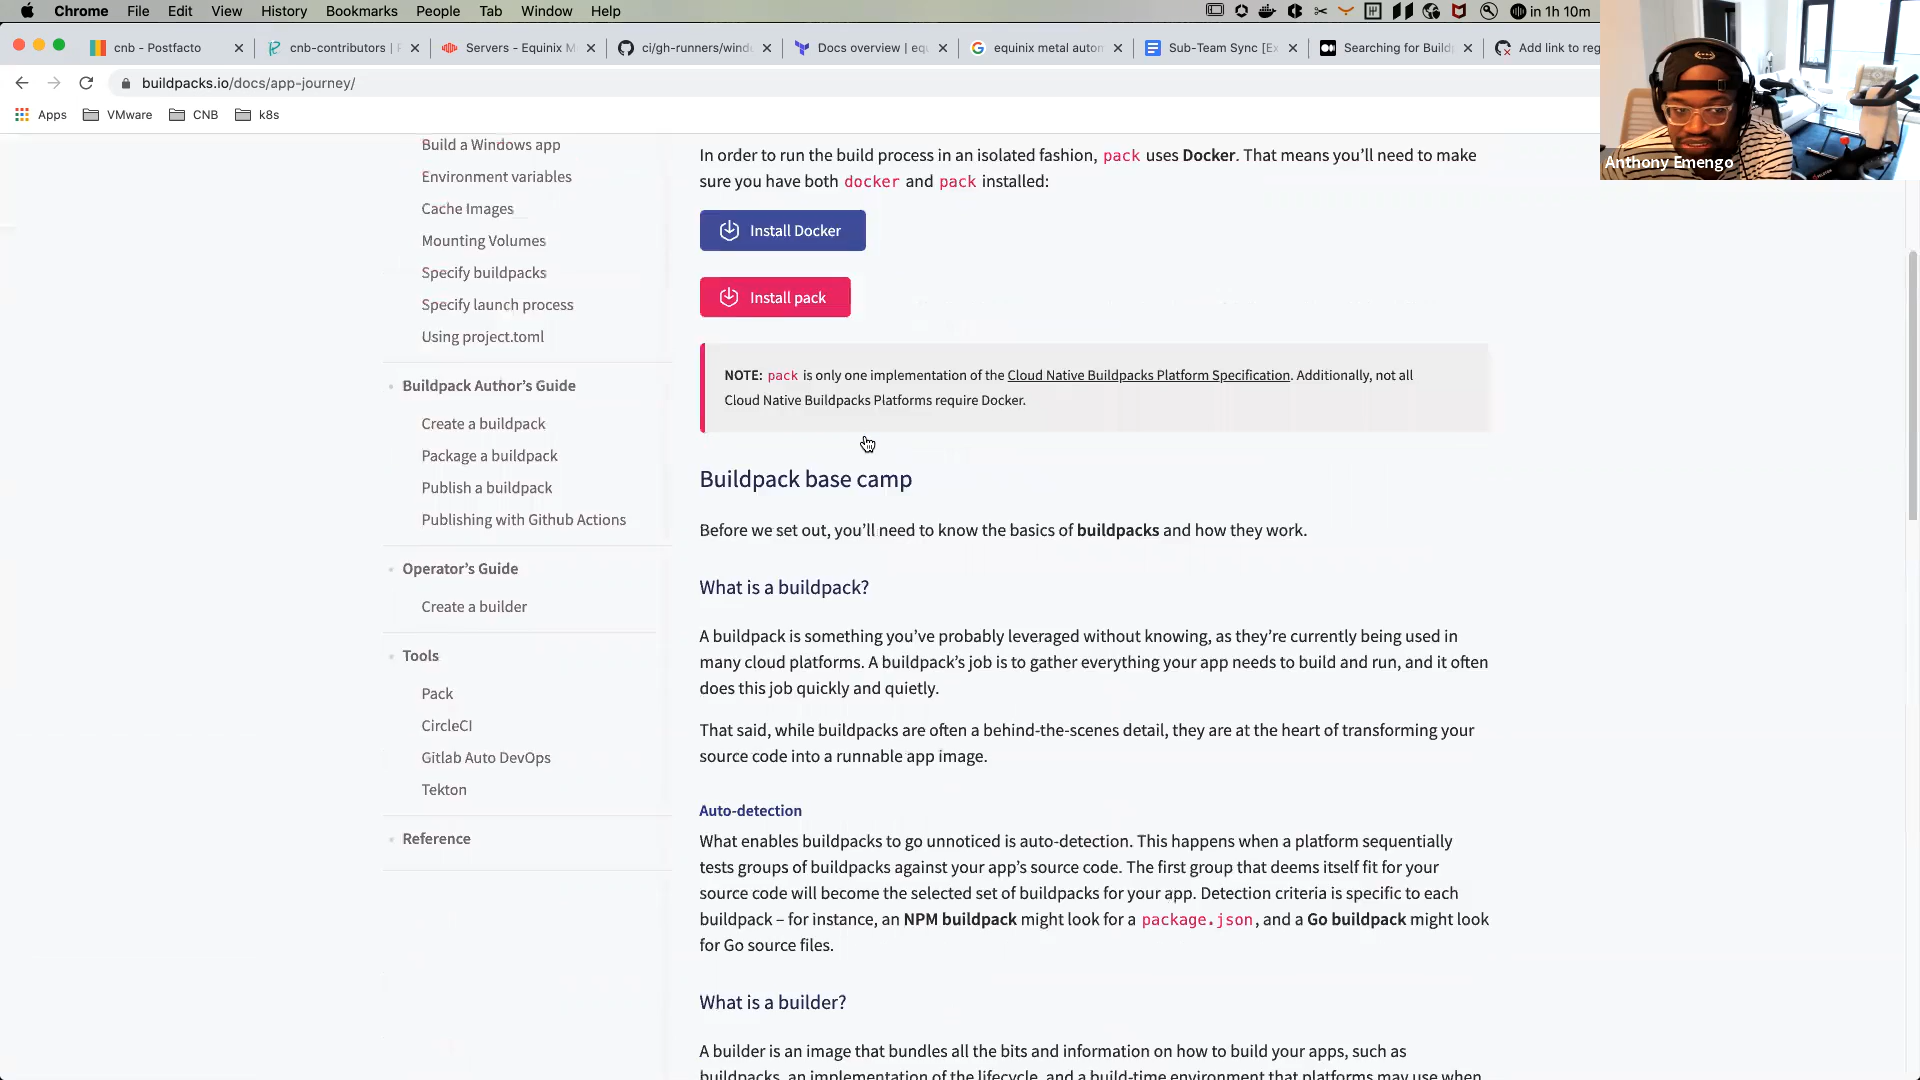 Chrome File Edit View History Bookmarks People Tab Window Help
in 1h 10m
cnb - Postfacto
cnb-contributors | P
Servers - Equinix M
ci/gh-runners/windo
Docs overview | equ
equinix metal autom
Sub-Team Sync [Ex
Searching for Build
Add link to reg
buildpacks.io/docs/app-journey/
Apps VMware CNB k8s
Anthony Emengo
Build a Windows app
Environment variables
Cache Images
Mounting Volumes
Specify buildpacks
Specify launch process
Using project.toml
Buildpack Author’s Guide
Create a buildpack
Package a buildpack
Publish a buildpack
Publishing with Github Actions
Operator’s Guide
Create a builder
Tools
Pack
CircleCI
Gitlab Auto DevOps
Tekton
Reference
In order to run the build process in an isolated fashion, pack uses Docker. That means you’ll need to make
sure you have both docker and pack installed:
Install Docker
Install pack
NOTE: pack is only one implementation of the Cloud Native Buildpacks Platform Specification. Additionally, not all
Cloud Native Buildpacks Platforms require Docker.
Buildpack base camp
Before we set out, you’ll need to know the basics of buildpacks and how they work.
What is a buildpack?
A buildpack is something you’ve probably leveraged without knowing, as they’re currently being used in
many cloud platforms. A buildpack’s job is to gather everything your app needs to build and run, and it often
does this job quickly and quietly.
That said, while buildpacks are often a behind-the-scenes detail, they are at the heart of transforming your
source code into a runnable app image.
Auto-detection
What enables buildpacks to go unnoticed is auto-detection. This happens when a platform sequentially
tests groups of buildpacks against your app’s source code. The first group that deems itself fit for your
source code will become the selected set of buildpacks for your app. Detection criteria is specific to each
buildpack – for instance, an NPM buildpack might look for a package.json, and a Go buildpack might look
for Go source files.
What is a builder?
A builder is an image that bundles all the bits and information on how to build your apps, such as
buildpacks, an implementation of the lifecycle, and a build-time environment that platforms may use when